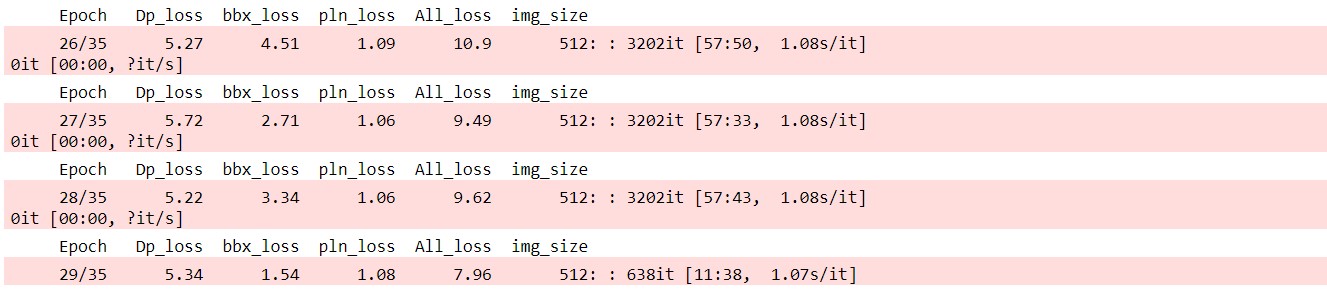 Epoch Dp_loss bbx_loss pln_loss All_loss img_size
26/35 5.27 4.51 1.09 10.9 512: : 3202it [57:50, 1.08s/it]
0it [00:00, ?it/s]
Epoch Dp_loss bbx_loss pln_loss All_loss img_size
27/35 5.72 2.71 1.06 9.49 512: : 3202it [57:33, 1.08s/it]
0it [00:00, ?it/s]
Epoch Dp_loss bbx_loss pln_loss All_loss img_size
28/35 5.22 3.34 1.06 9.62 512: : 3202it [57:43, 1.08s/it]
0it [00:00, ?it/s]
Epoch Dp_loss bbx_loss pln_loss All_loss img_size
29/35 5.34 1.54 1.08 7.96 512: : 638it [11:38, 1.07s/it]